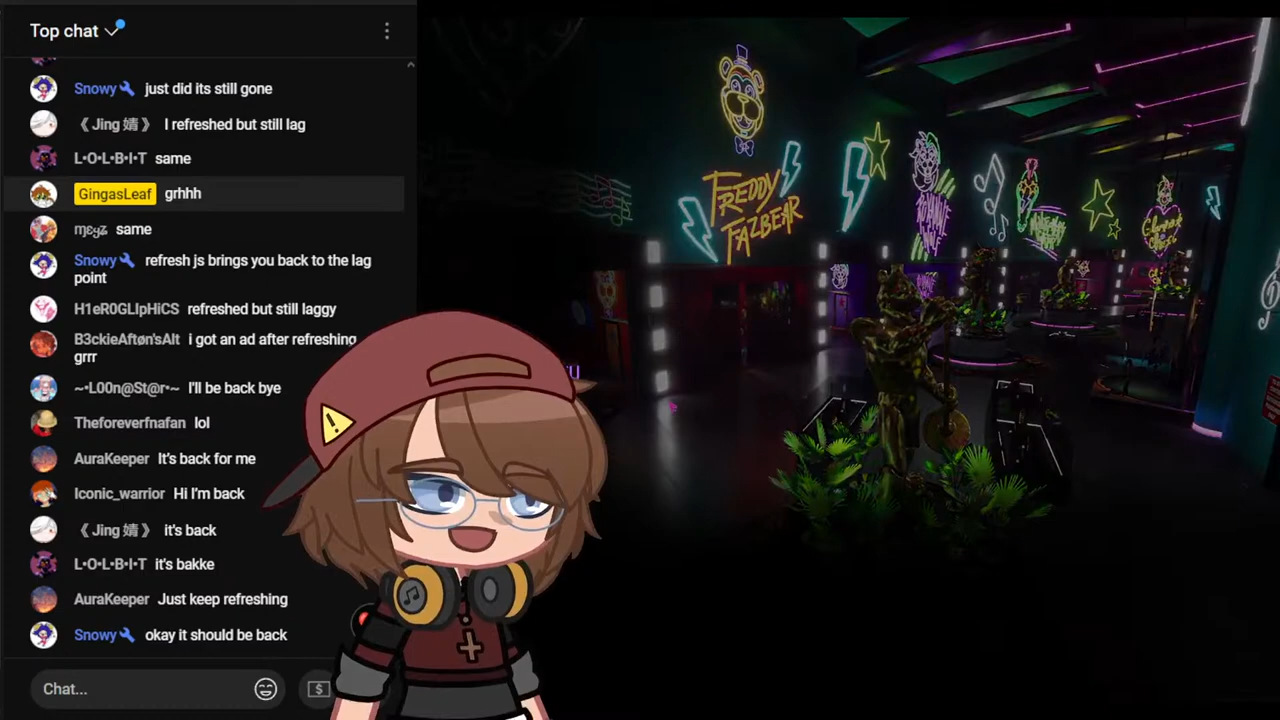 Top chat
Snowy just did its still gone
《 Jing 婧 》 I refreshed but still lag
L•O•L•B•I•T same
GingasLeaf grhhh
ɱεყƶ same
Snowy refresh js brings you back to the lag
point
H1eR0GLIpHiCS refreshed but still laggy
B3ckieAftøn'sAlt i got an ad after refreshing
grrr
~•L00n@St@r•~ I'll be back bye
Theforeverfnafan lol
AuraKeeper It's back for me
Iconic_warrior Hi I'm back
《 Jing 婧 》 it's back
L•O•L•B•I•T it's bakke
AuraKeeper Just keep refreshing
Snowy okay it should be back
Chat...
$
!
FREDDY
FAZBEAR